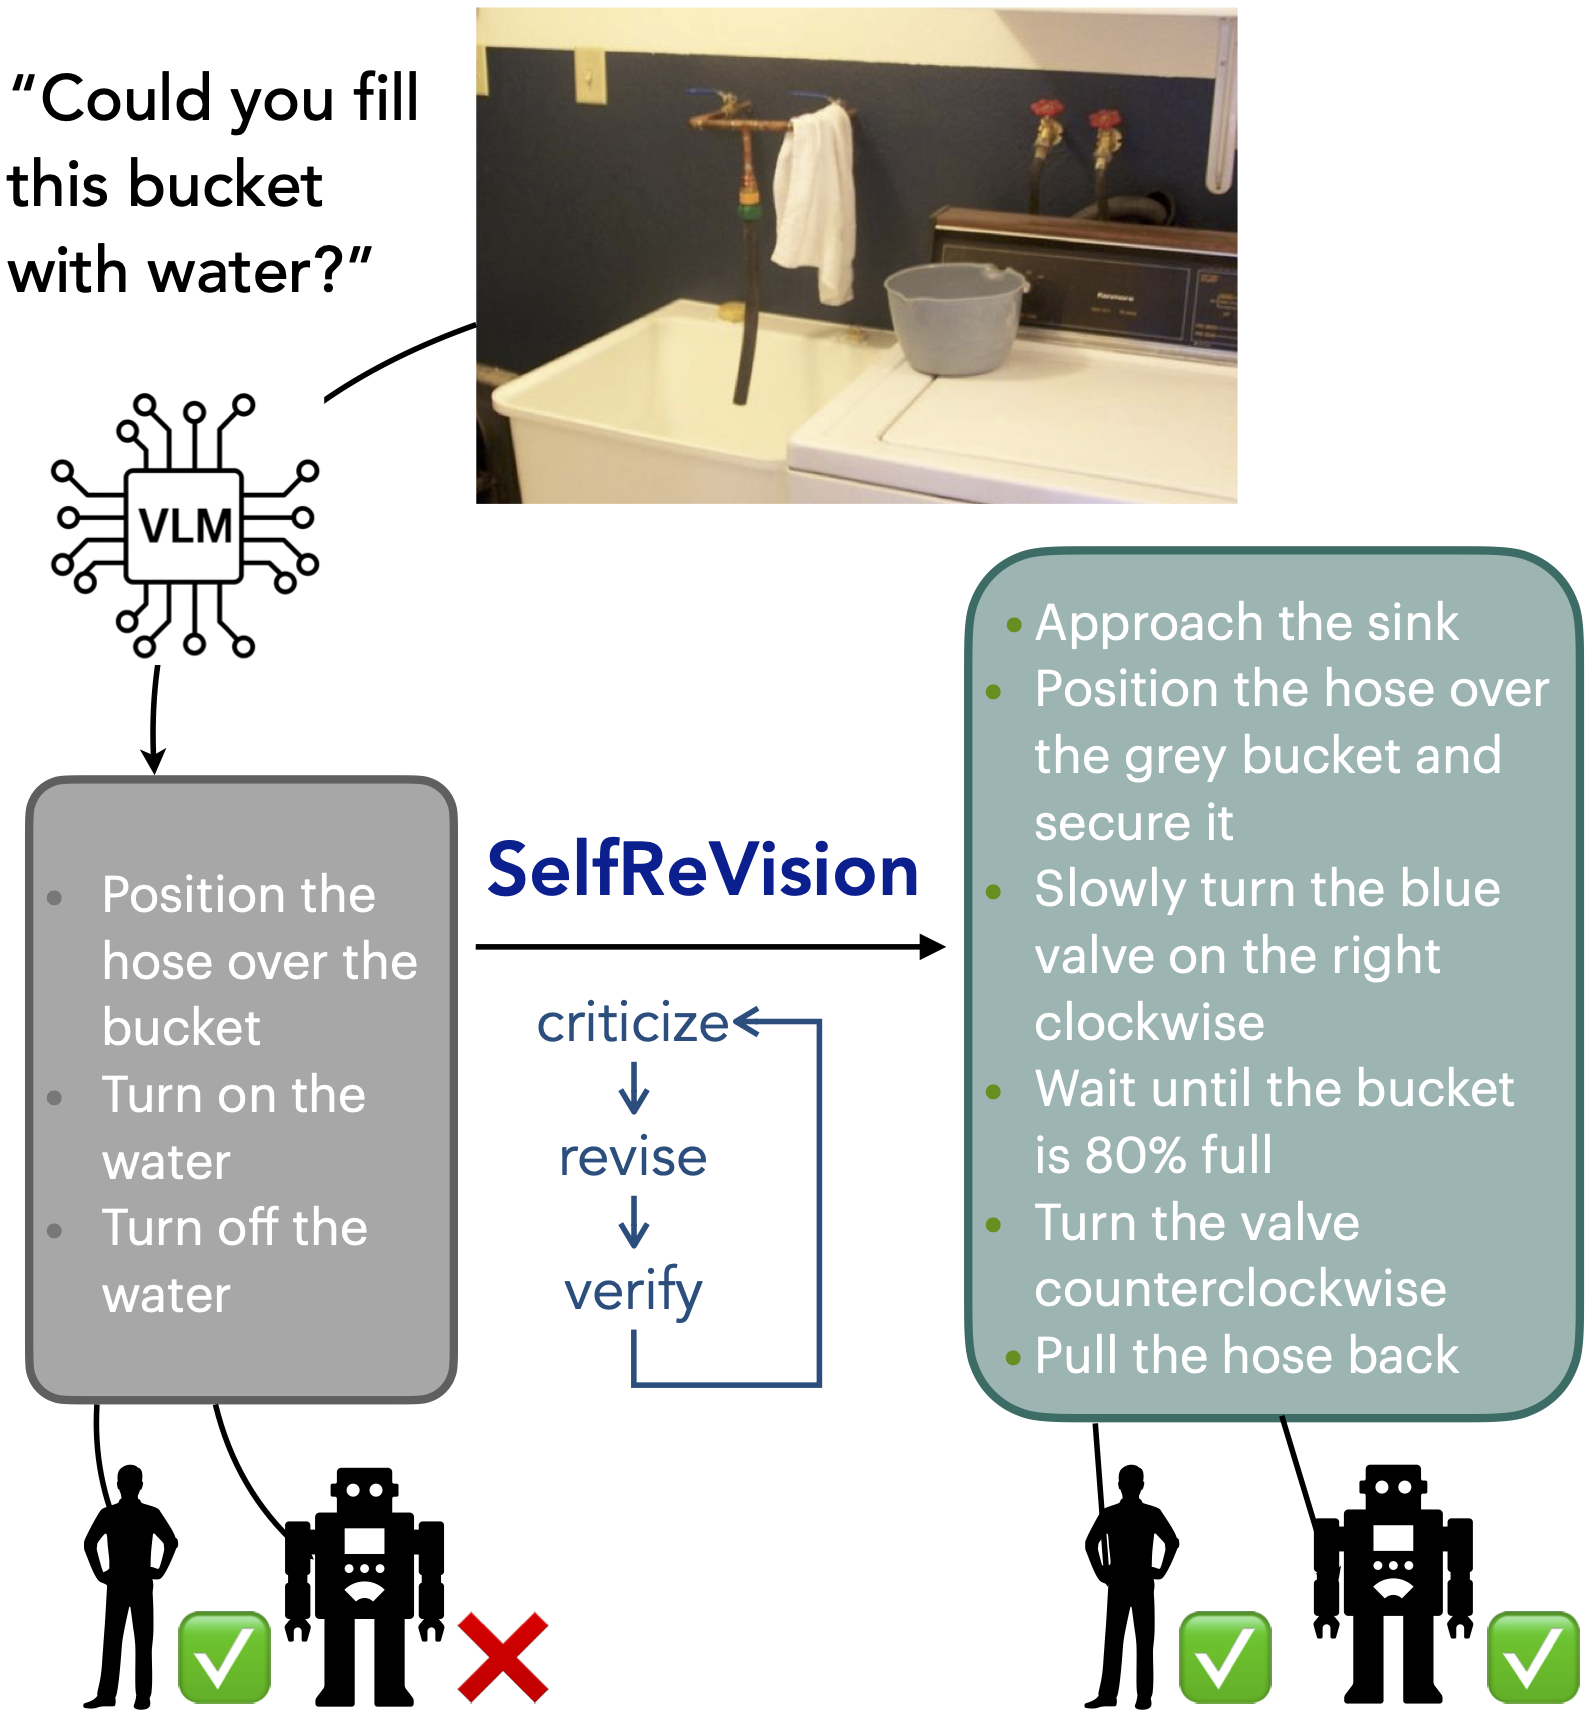 “Could you fill
this bucket
with water?”
Kenmore
VLM
• Position the
hose over the
bucket
• Turn on the
water
• Turn off the
water
SelfReVision
criticize
revise
verify
• Approach the sink
• Position the hose over
the grey bucket and
secure it
• Slowly turn the blue
valve on the right
clockwise
• Wait until the bucket
is 80% full
• Turn the valve
counterclockwise
• Pull the hose back